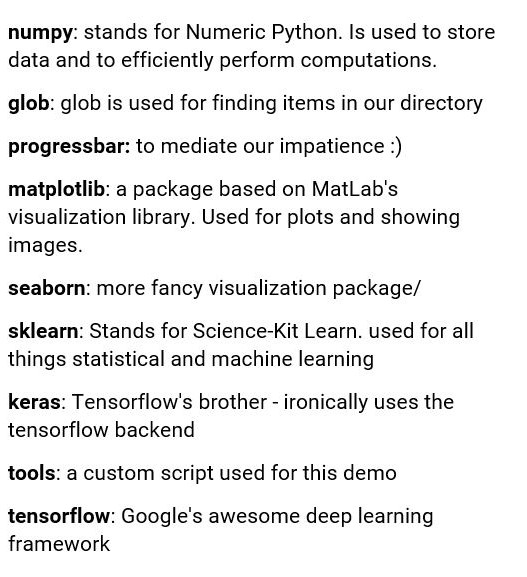 numpy: stands for Numeric Python. Is used to store
data and to efficiently perform computations.
glob: glob is used for finding items in our directory
progressbar: to mediate our impatience :)
matplotlib: a package based on MatLab's
visualization library. Used for plots and showing
images.
seaborn: more fancy visualization package/
sklearn: Stands for Science-Kit Learn. used for all
things statistical and machine learning
keras: Tensorflow's brother - ironically uses the
tensorflow backend
tools: a custom script used for this demo
tensorflow: Google's awesome deep learning
framework